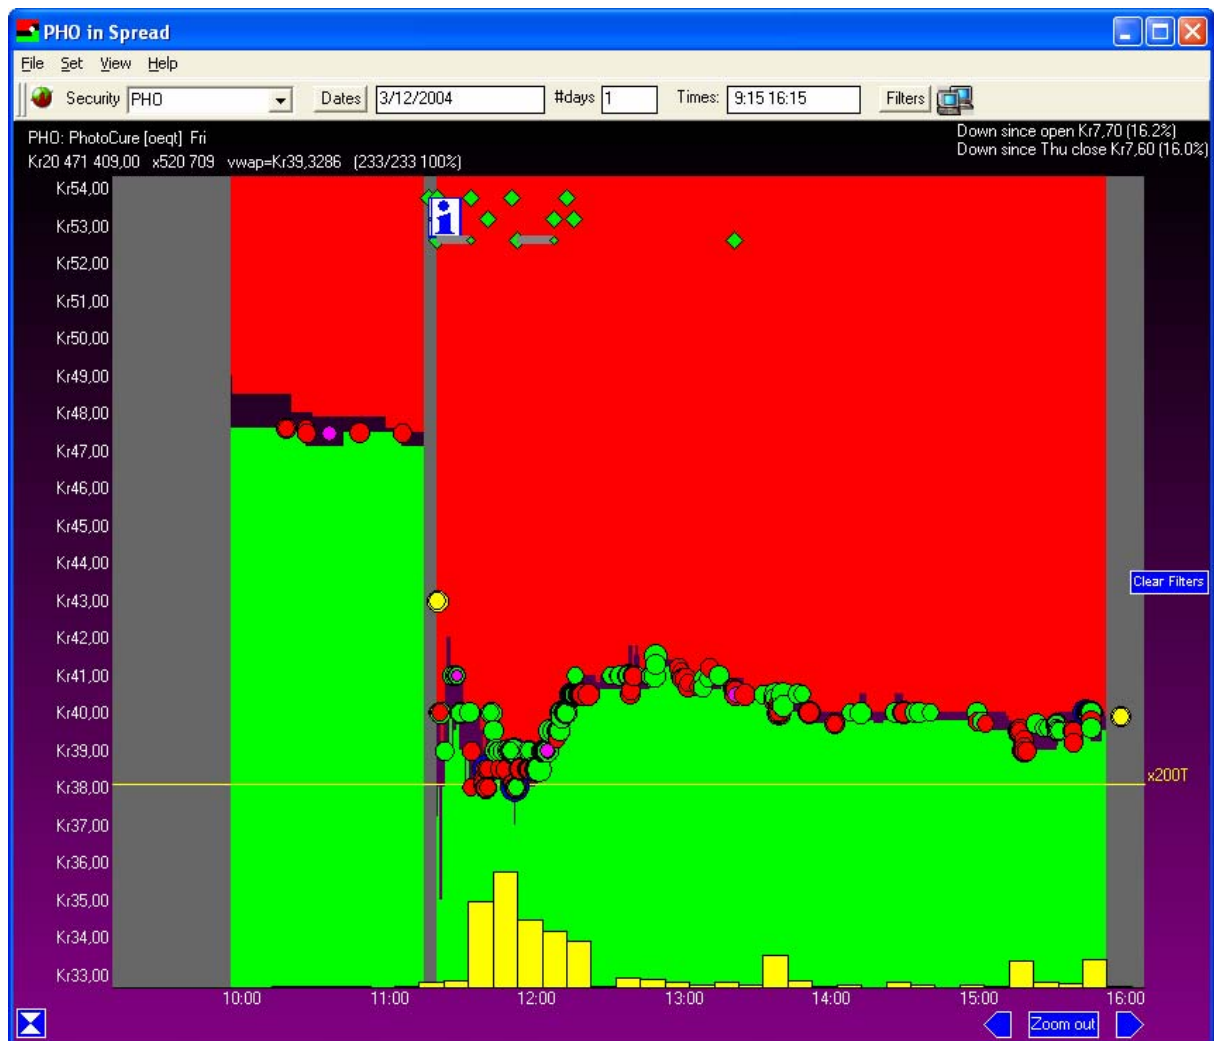 PHO in Spread
File Set View Help
Security PHO Dates 3/12/2004 #days 1 Times: 9:15 16:15 Filters
PHO: PhotoCure [oeqt] Fri
Down since open Kr7,70 (16.2%)
Kr20 471 409,00 x520 709 vwap=Kr39,3286 (233/233 100%)
Down since Thu close Kr7,60 (16.0%)
Kr54,00
Kr53,00
Kr52,00
Kr51,00
Kr50,00
Kr49,00
Kr48,00
Kr47,00
Kr46,00
Kr45,00
Kr44,00
Clear Filters
Kr43,00
Kr42,00
Kr41,00
Kr40,00
Kr39,00
Kr38,00
x200T
Kr37,00
Kr36,00
Kr35,00
Kr34,00
Kr33,00
10:00 11:00 12:00 13:00 14:00 15:00 16:00
Zoom out